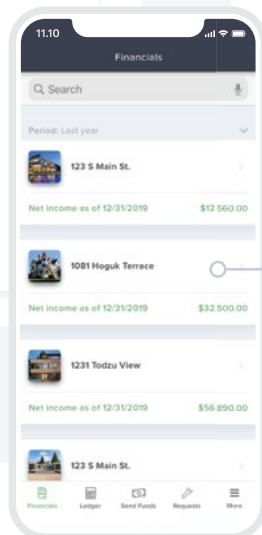 11.10
Financials
Search
Period: Last year
123 S Main St.
Net income as of 12/31/2019 $12 560.00
1081 Hoguk Terrace
Net income as of 12/31/2019 $32.500.00
1231 Todzu View
Net income as of 12/31/2019 $56 890.00
123 S Main St.
Financials Ledger Send Funds Requests More